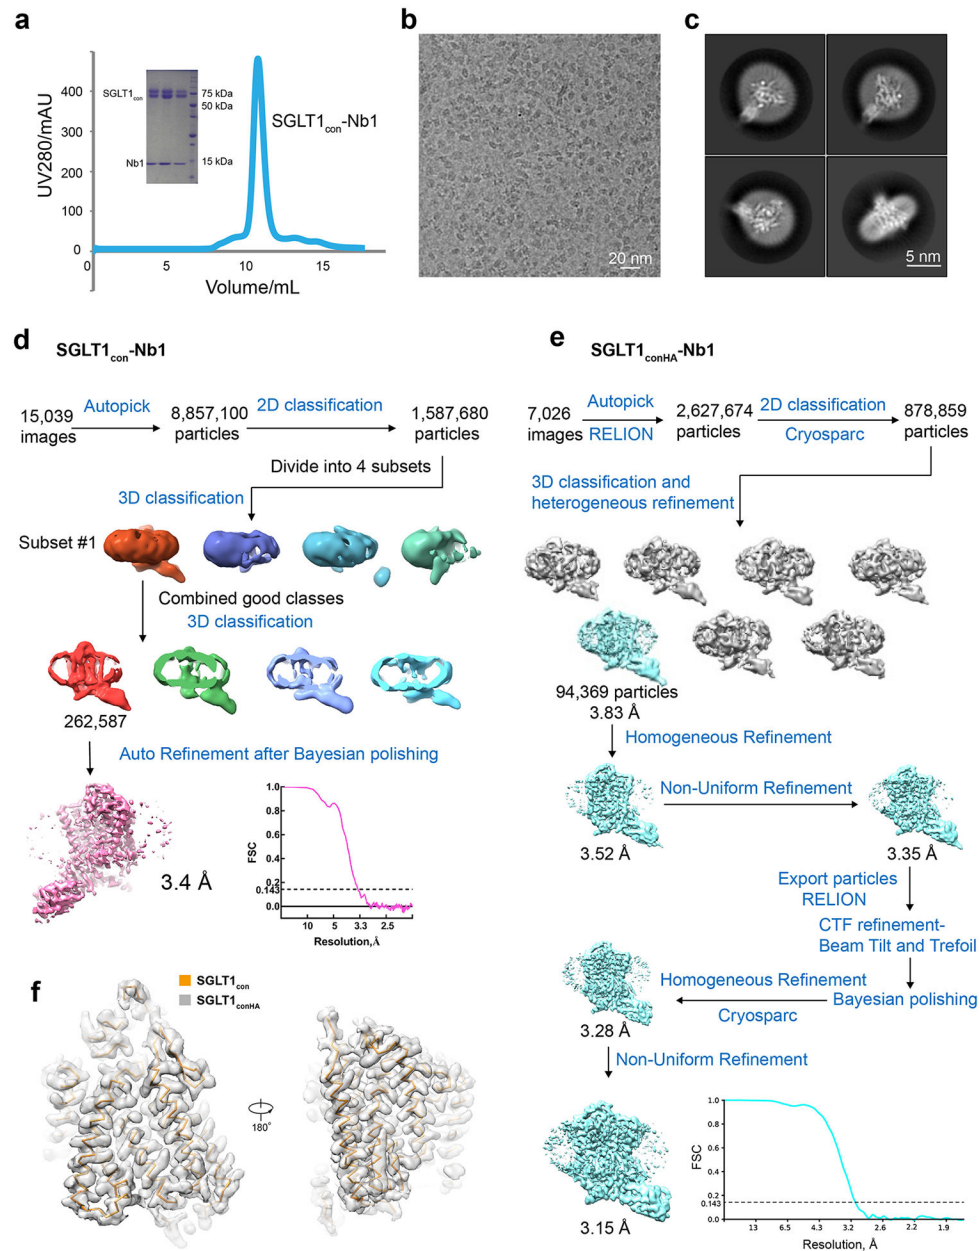 a
UV280/mAU
400
300
200
100
0
0
5
10
15
Volume/mL
SGLT1con
Nb1
75 kDa
50 kDa
15 kDa
SGLT1con-Nb1
b
20 nm
c
5 nm
d
SGLT1con-Nb1
15,039
images
Autopick
8,857,100
particles
2D classification
1,587,680
particles
Divide into 4 subsets
3D classification
Subset #1
Combined good classes
3D classification
262,587
Auto Refinement after Bayesian polishing
3.4 Å
FSC
1.0
0.8
0.6
0.4
0.2
0.143
0.0
10
5
3.3
2.5
Resolution,Å
e
SGLT1conHA-Nb1
7,026
images
Autopick
RELION
2,627,674
particles
2D classification
Cryosparc
878,859
particles
3D classification and
heterogeneous refinement
94,369 particles
3.83 Å
Homogeneous Refinement
3.52 Å
Non-Uniform Refinement
3.35 Å
Export particles
RELION
CTF refinement-
Beam Tilt and Trefoil
Bayesian polishing
Homogeneous Refinement
Cryosparc
3.28 Å
Non-Uniform Refinement
3.15 Å
FSC
1.0
0.8
0.6
0.4
0.2
0.143
0.0
13
6.5
4.3
3.2
2.6
2.2
1.9
Resolution, Å
f
SGLT1con
SGLT1conHA
180°